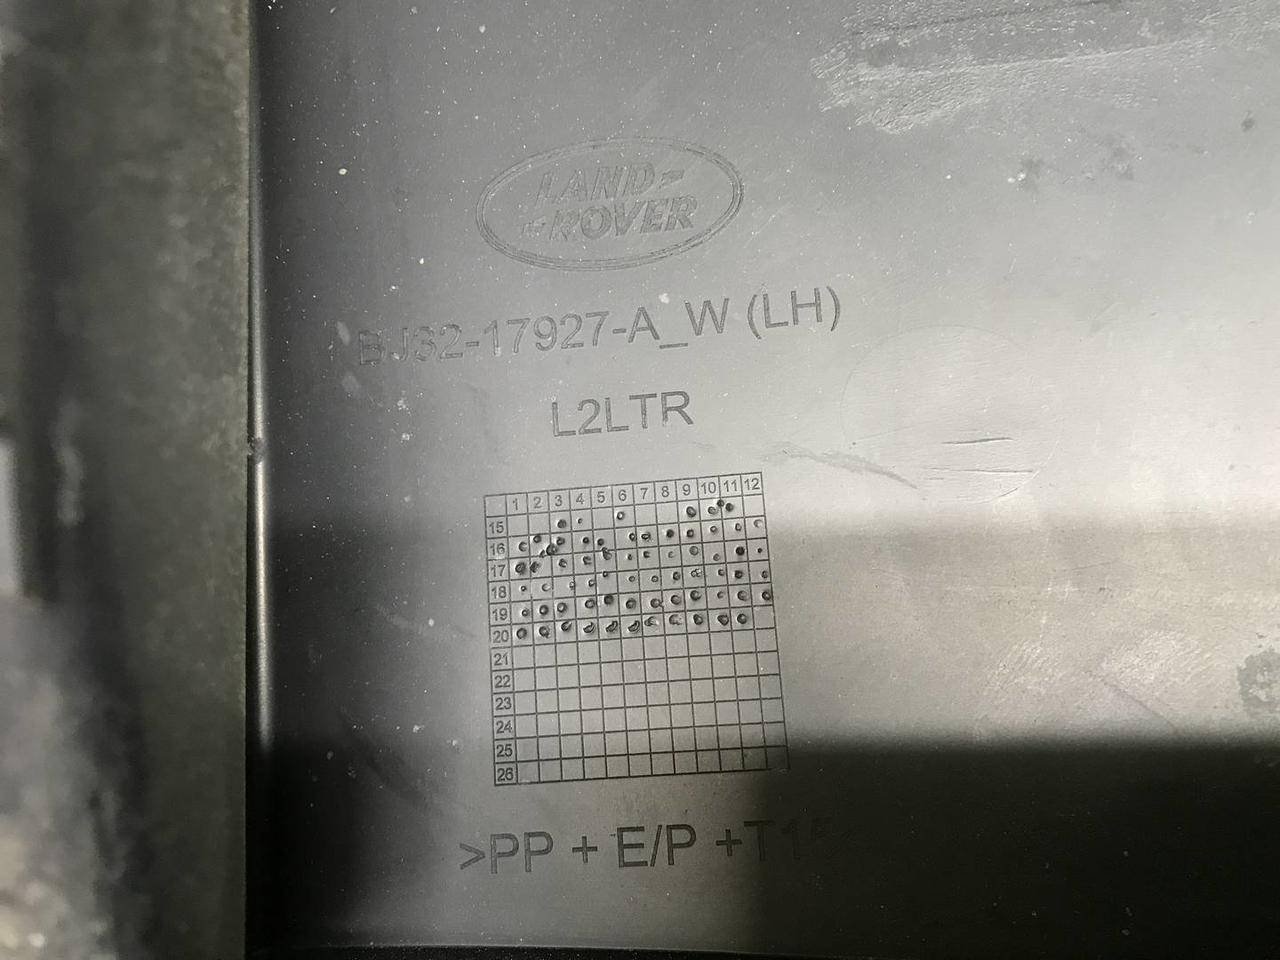 LAND-
-ROVER
BJ32-17927-A_W (LH)
L2LTR
1 2 3 4 5 6 7 8 9 10 11 12
15
16
17
18
19
20
21
22
23
24
25
26
>PP + E/P +T15<